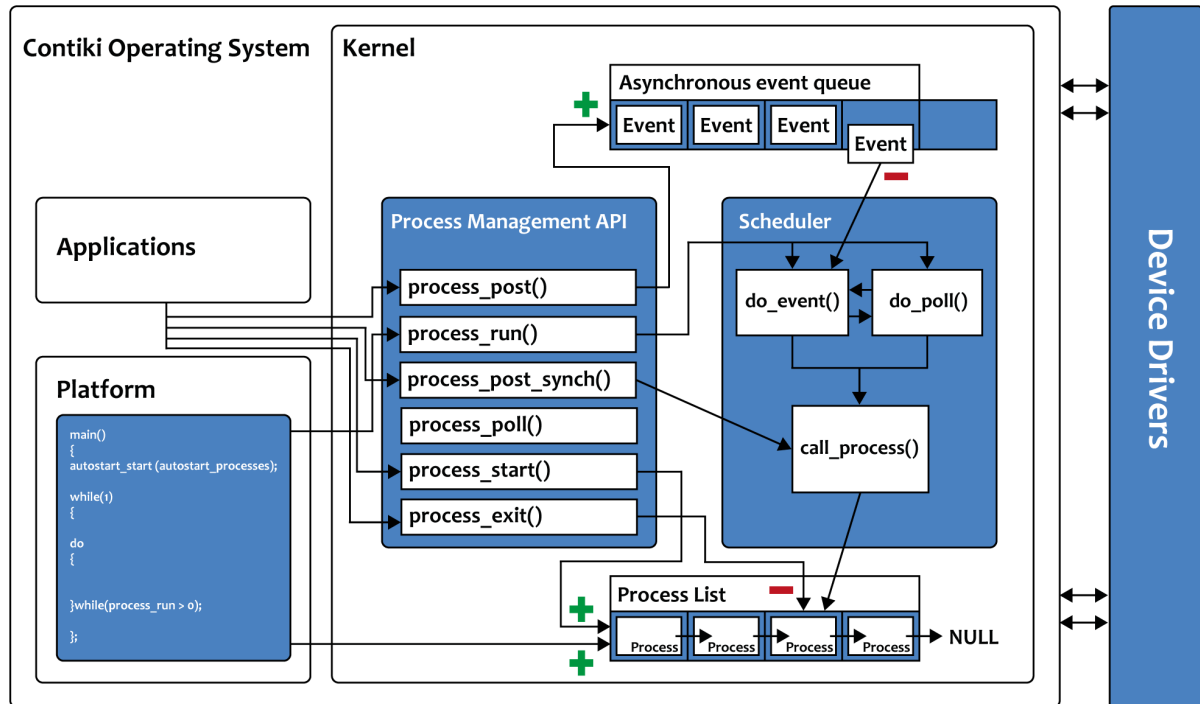 Contiki Operating System
Kernel
Asynchronous event queue
Event
Event
Event
Event
Applications
Process Management API
process_post()
process_run()
process_post_synch()
process_poll()
process_start()
process_exit()
Scheduler
do_event()
do_poll()
call_process()
Platform
main()
{
autostart_start (autostart_processes);
while(1)
{
do
{
}while(process_run > 0);
};
Process List
Process
Process
Process
Process
NULL
Device Drivers